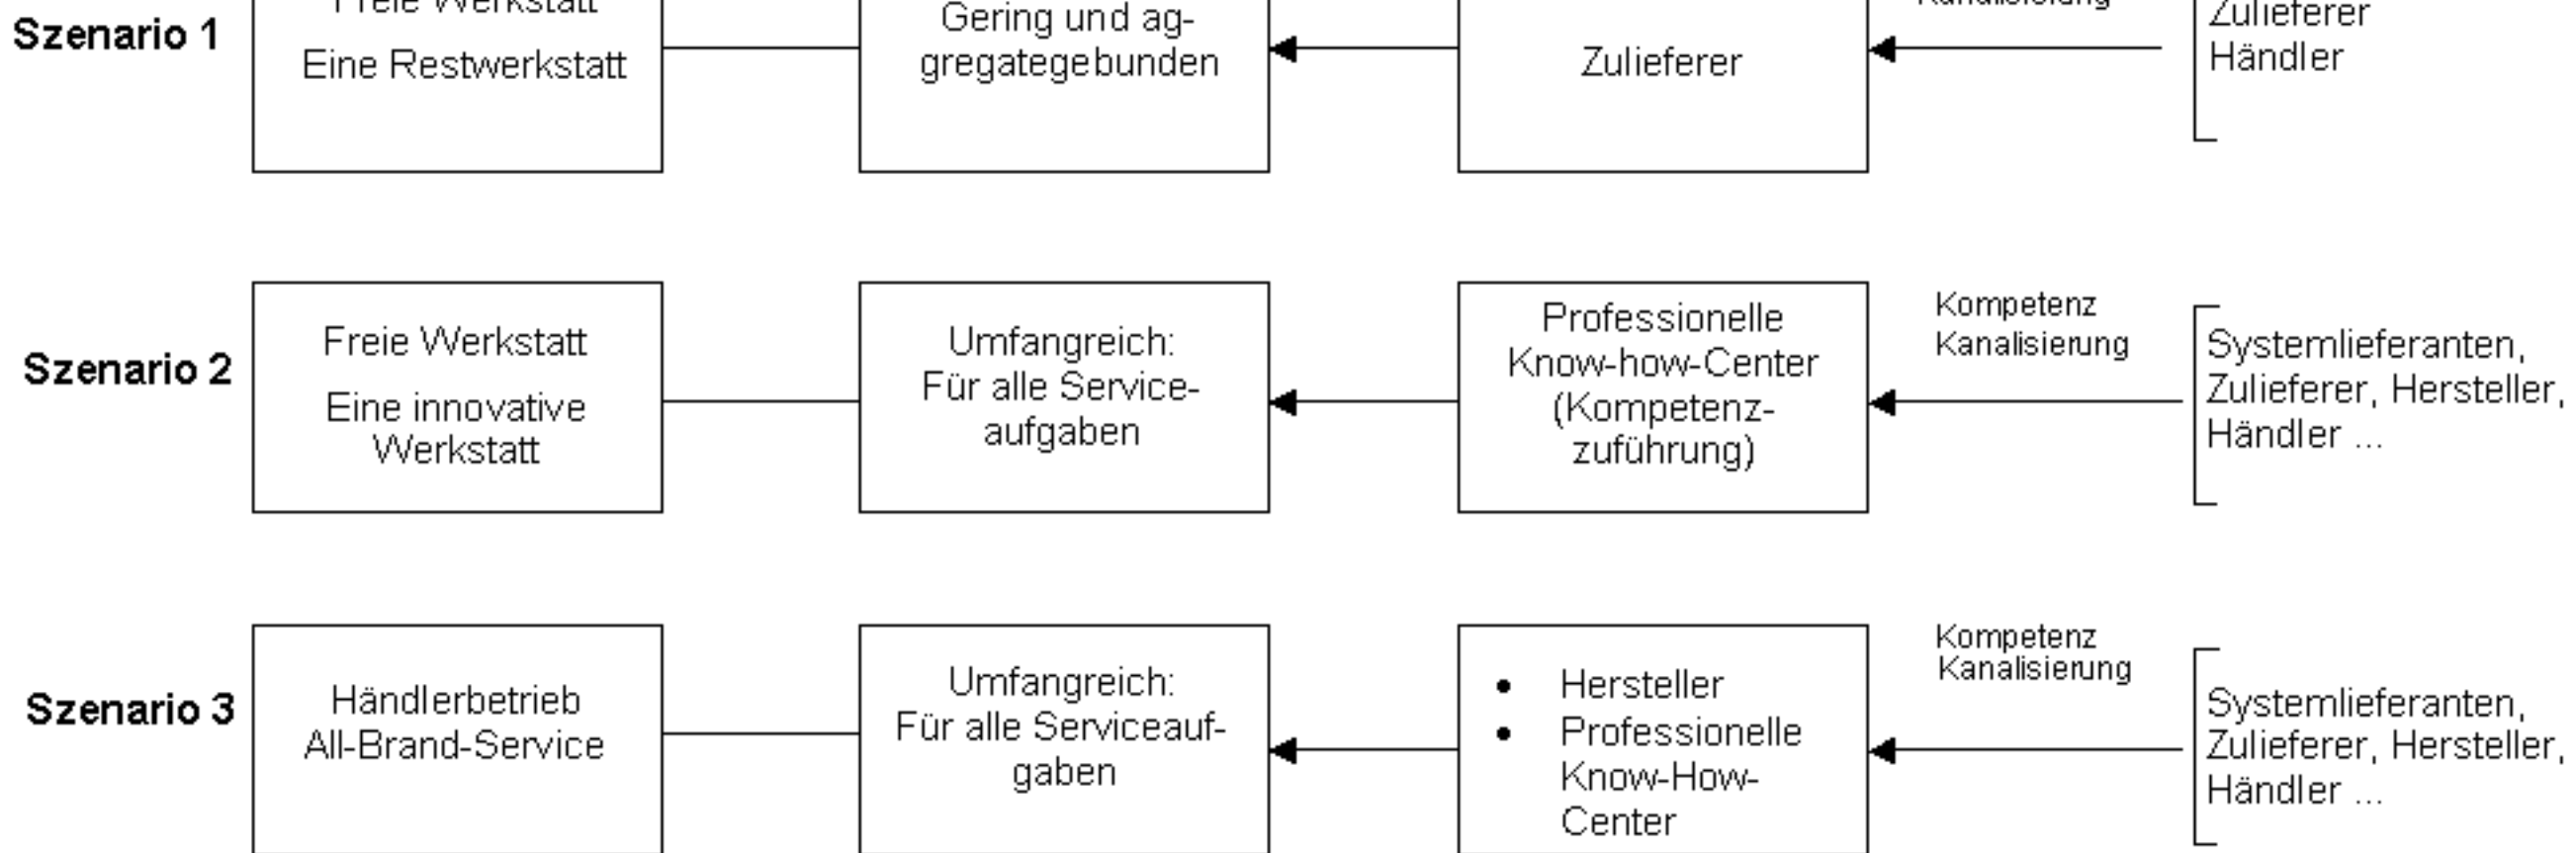 Szenario 1
Freie Werkstatt
Eine Restwerkstatt
Gering und ag-
gregategebunden
Zulieferer
Kanalisierung
Zulieferer
Händler
Szenario 2
Freie Werkstatt
Eine innovative
Werkstatt
Umfangreich:
Für alle Service-
aufgaben
Professionelle
Know-how-Center
(Kompetenz-
zuführung)
Kompetenz
Kanalisierung
Systemlieferanten,
Zulieferer, Hersteller,
Händler ...
Szenario 3
Händlerbetrieb
All-Brand-Service
Umfangreich:
Für alle Serviceauf-
gaben
• Hersteller
• Professionelle
Know-How-
Center
Kompetenz
Kanalisierung
Systemlieferanten,
Zulieferer, Hersteller,
Händler ...